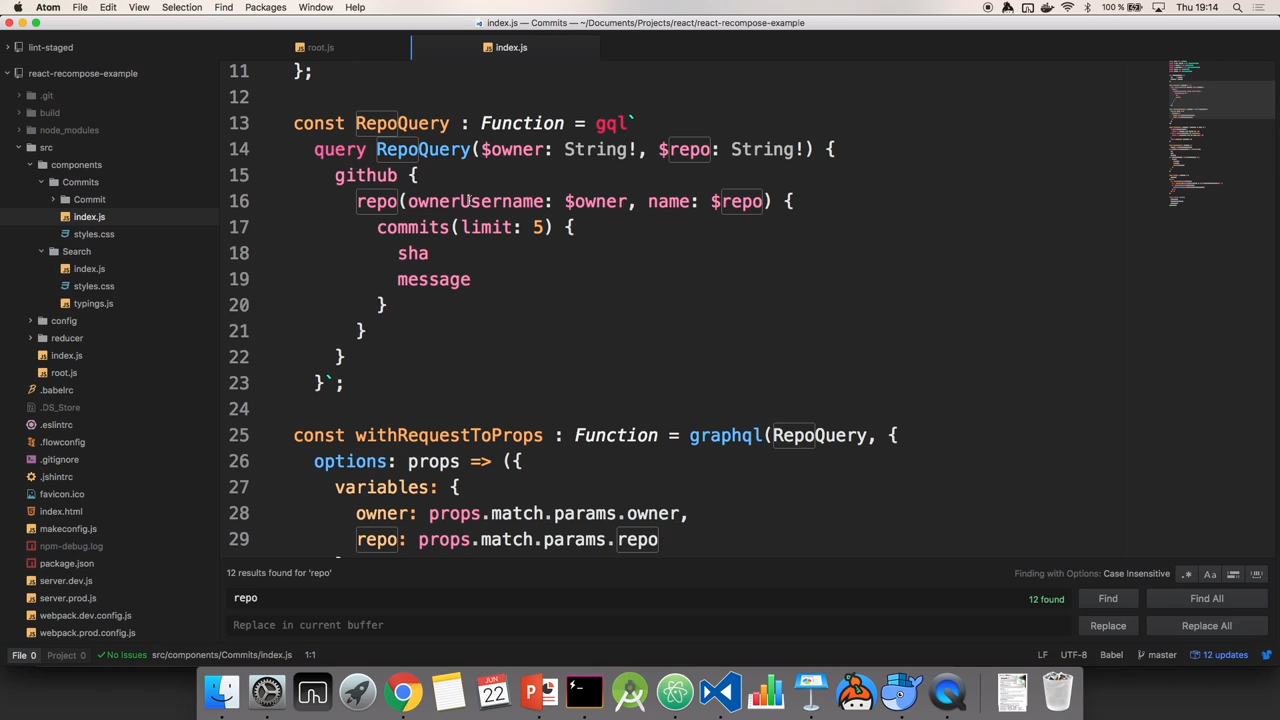 Atom File Edit View Selection Find Packages Window Help 100 % Thu 19:14
index.js — Commits — ~/Documents/Projects/react/react-recompose-example
lint-staged
react-recompose-example
.git
build
node_modules
src
components
Commits
Commit
index.js
styles.css
Search
index.js
styles.css
typings.js
config
reducer
index.js
root.js
.babelrc
.DS_Store
.eslintrc
.flowconfig
.gitignore
.jshintrc
favicon.ico
index.html
makeconfig.js
npm-debug.log
package.json
server.dev.js
server.prod.js
webpack.dev.config.js
webpack.prod.config.js
root.js index.js
11 };
12
13 const RepoQuery : Function = gql`
14 query RepoQuery($owner: String!, $repo: String!) {
15 github {
16 repo(ownerUsername: $owner, name: $repo) {
17 commits(limit: 5) {
18 sha
19 message
20 }
21 }
22 }
23 }`;
24
25 const withRequestToProps : Function = graphql(RepoQuery, {
26 options: props => ({
27 variables: {
28 owner: props.match.params.owner,
29 repo: props.match.params.repo
12 results found for 'repo' Finding with Options: Case Insensitive .* Aa
repo 12 found Find Find All
Replace in current buffer Replace Replace All
File 0 Project 0 No Issues src/components/Commits/index.js 1:1 LF UTF-8 Babel master 12 updates
JUN
22